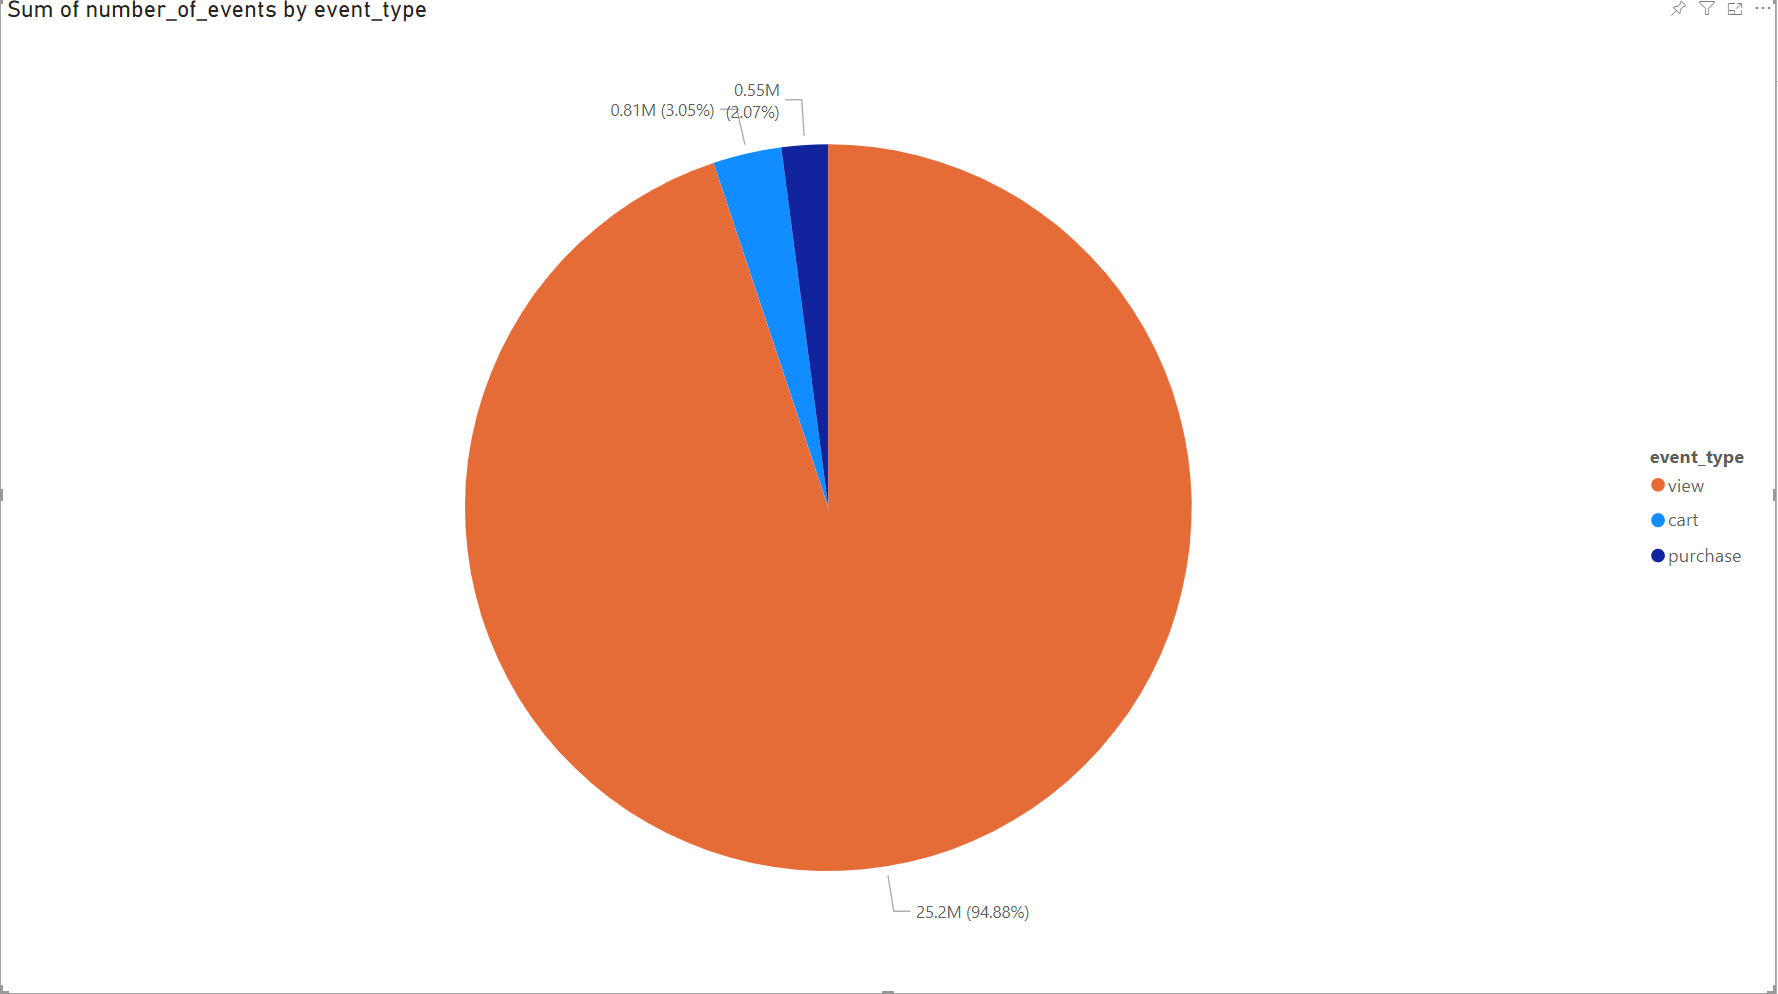 Sum of number_of_events by event_type
0.55M
(2.07%)
0.81M (3.05%)
event_type
view
cart
purchase
25.2M (94.88%)